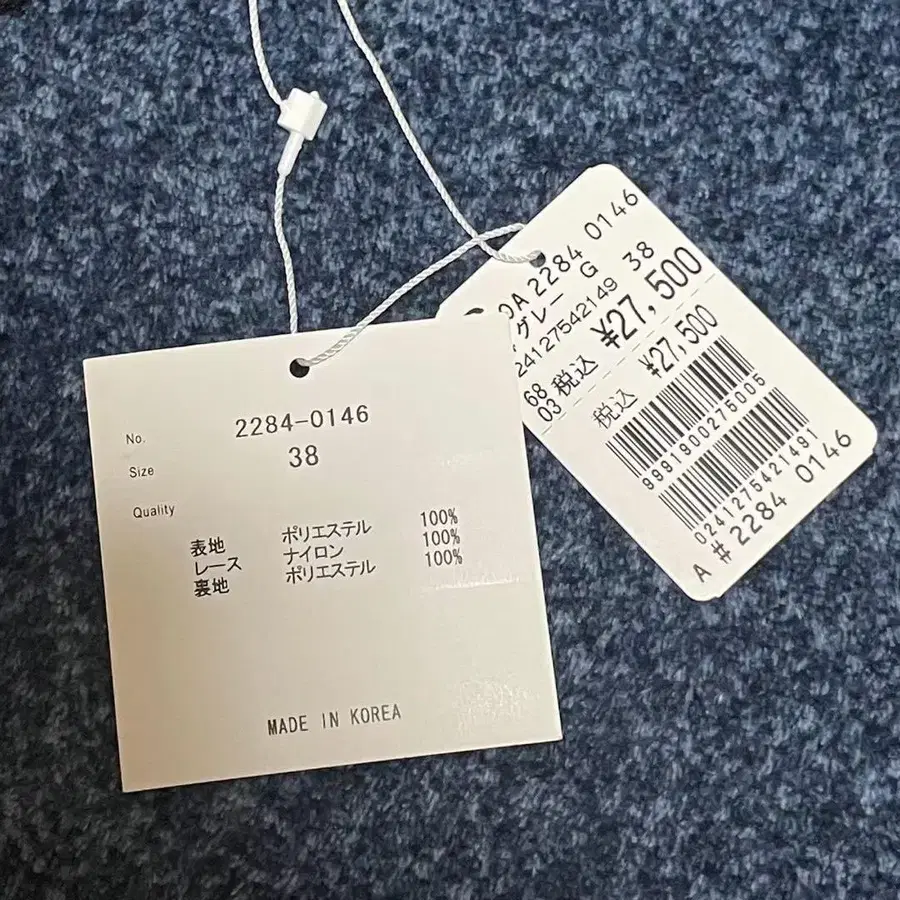 No. 2284-0146
Size 38
Quality
表地 ポリエステル 100%
レース ナイロン 100%
裏地 ポリエステル 100%
MADE IN KOREA
0A 2284 0146
グレー G 38
24127542149
68 税込 ¥27,500
03
税込 ¥27,500
9991900275005
0241275421491
A # 2284 0146